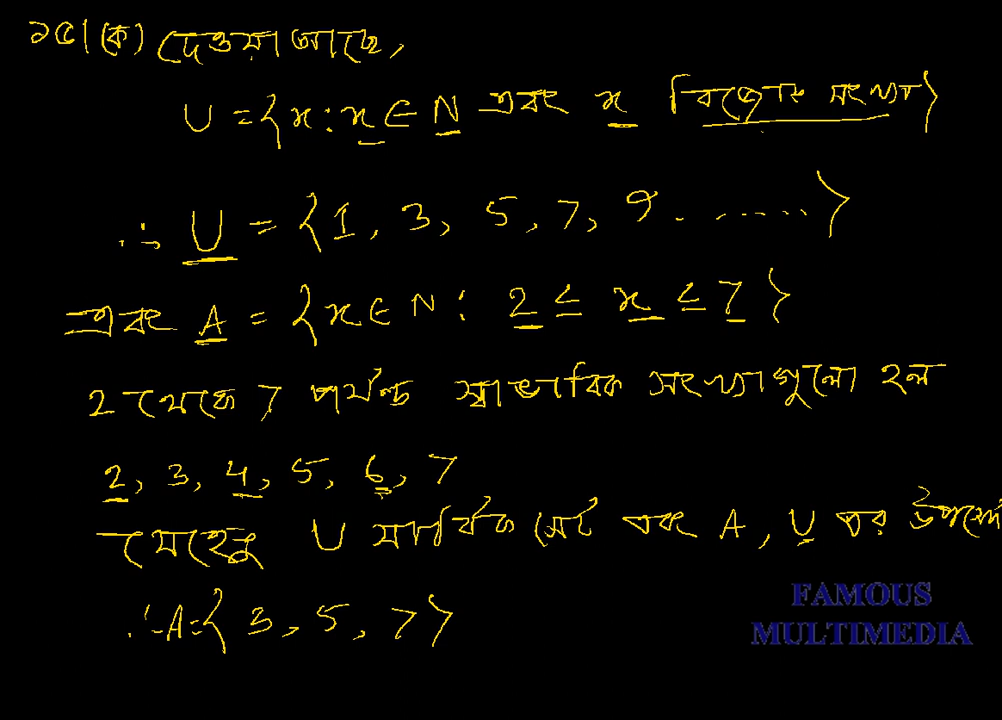 ১৫। (ক) দেওয়া আছে,
U = {x : x ∈ N এবং x বিজোড় সংখ্যা}
∴ U = {1, 3, 5, 7, 9. ......}
এবং A = {x ∈ N : 2 ≤ x ≤ 7}
2 থেকে 7 পর্যন্ত স্বাভাবিক সংখ্যাগুলো হল
2, 3, 4, 5, 6, 7
যেহেতু U সার্বিক সেট এবং A, U এর উপসেট
∴ A = {3, 5, 7}
FAMOUS
MULTIMEDIA